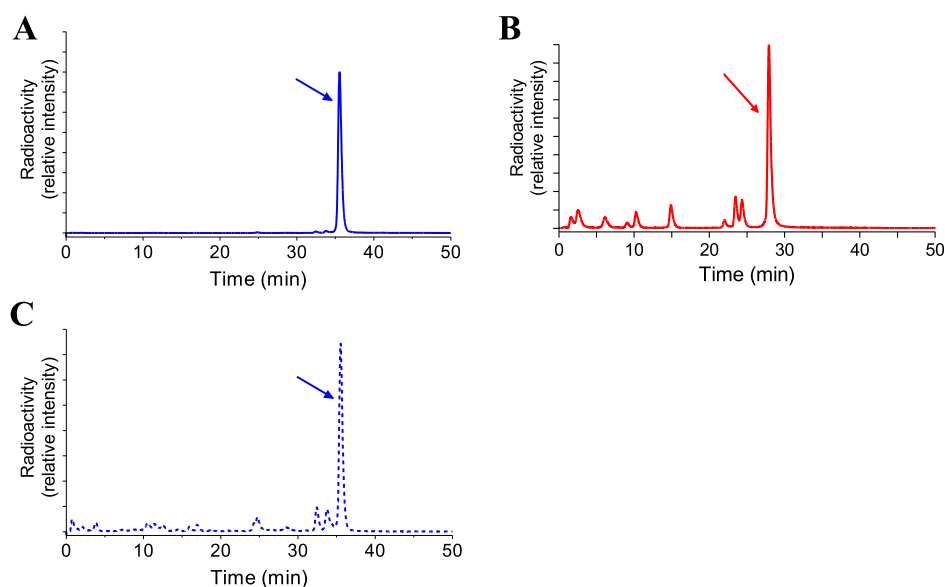 A
Radioactivity
(relative intensity)
0 10 20 30 40 50
Time (min)
B
Radioactivity
(relative intensity)
0 10 20 30 40 50
Time (min)
C
Radioactivity
(relative intensity)
0 10 20 30 40 50
Time (min)